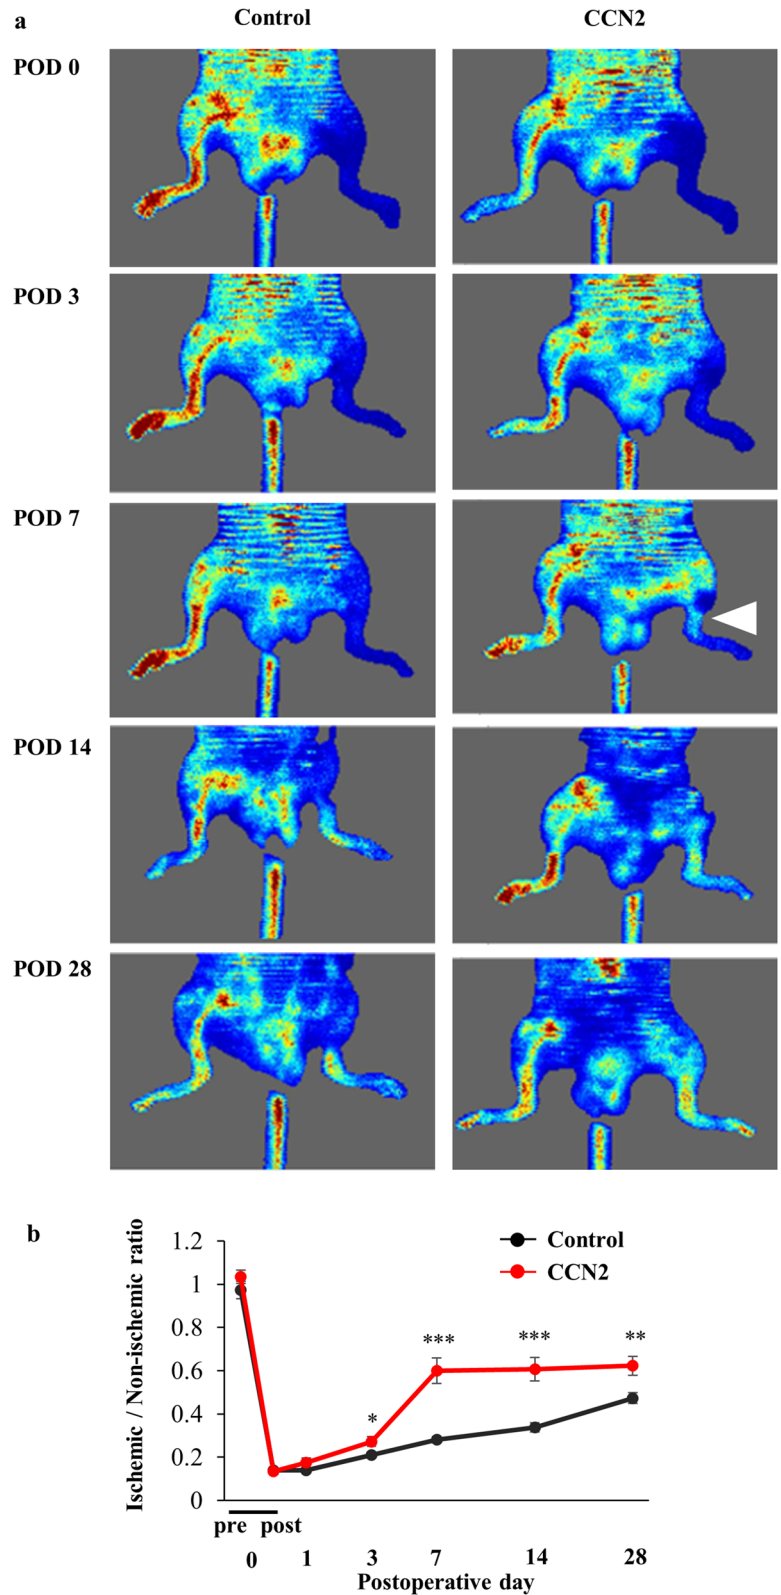 a
Control CCN2
POD 0
POD 3
POD 7
POD 14
POD 28
b
Ischemic / Non-ischemic ratio
1.2
1
0.8
0.6
0.4
0.2
0
Control
CCN2
*
***
***
**
pre post
0 1 3 7 14 28
Postoperative day